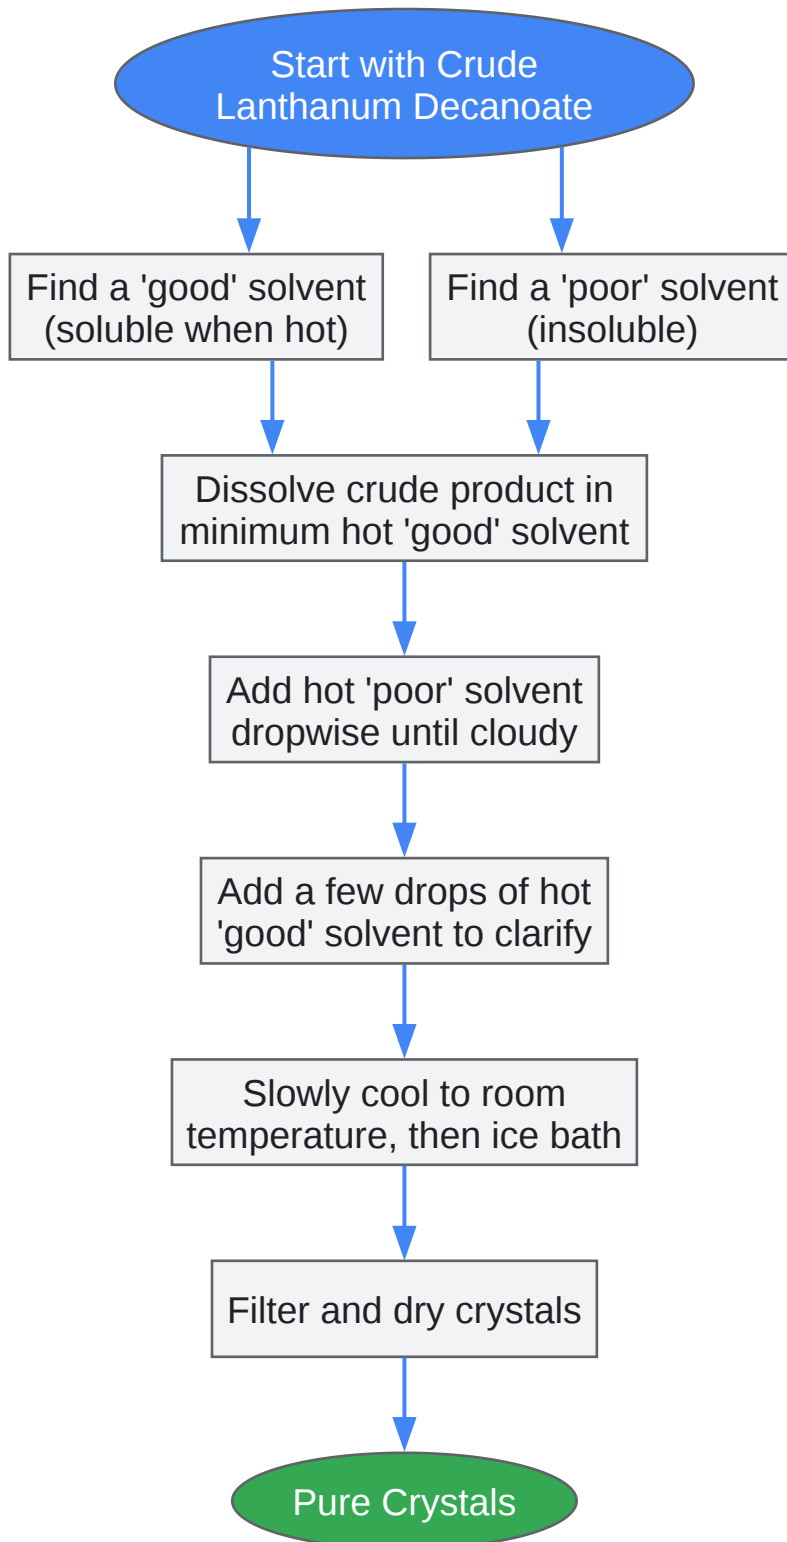 Start with Crude
Lanthanum Decanoate
Find a 'good' solvent
(soluble when hot)
Find a 'poor' solvent
(insoluble)
Dissolve crude product in
minimum hot 'good' solvent
Add hot 'poor' solvent
dropwise until cloudy
Add a few drops of hot
'good' solvent to clarify
Slowly cool to room
temperature, then ice bath
Filter and dry crystals
Pure Crystals